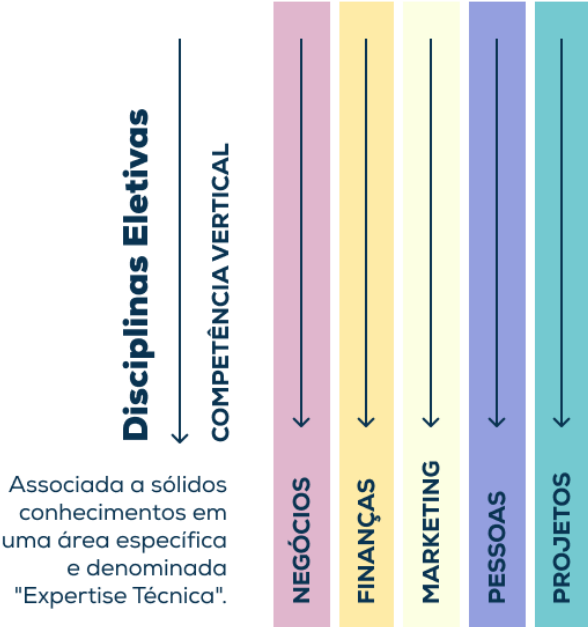 Disciplinas Eletivas
COMPETÊNCIA VERTICAL
Associada a sólidos
conhecimentos em
uma área específica
e denominada
"Expertise Técnica".
NEGÓCIOS
FINANÇAS
MARKETING
PESSOAS
PROJETOS